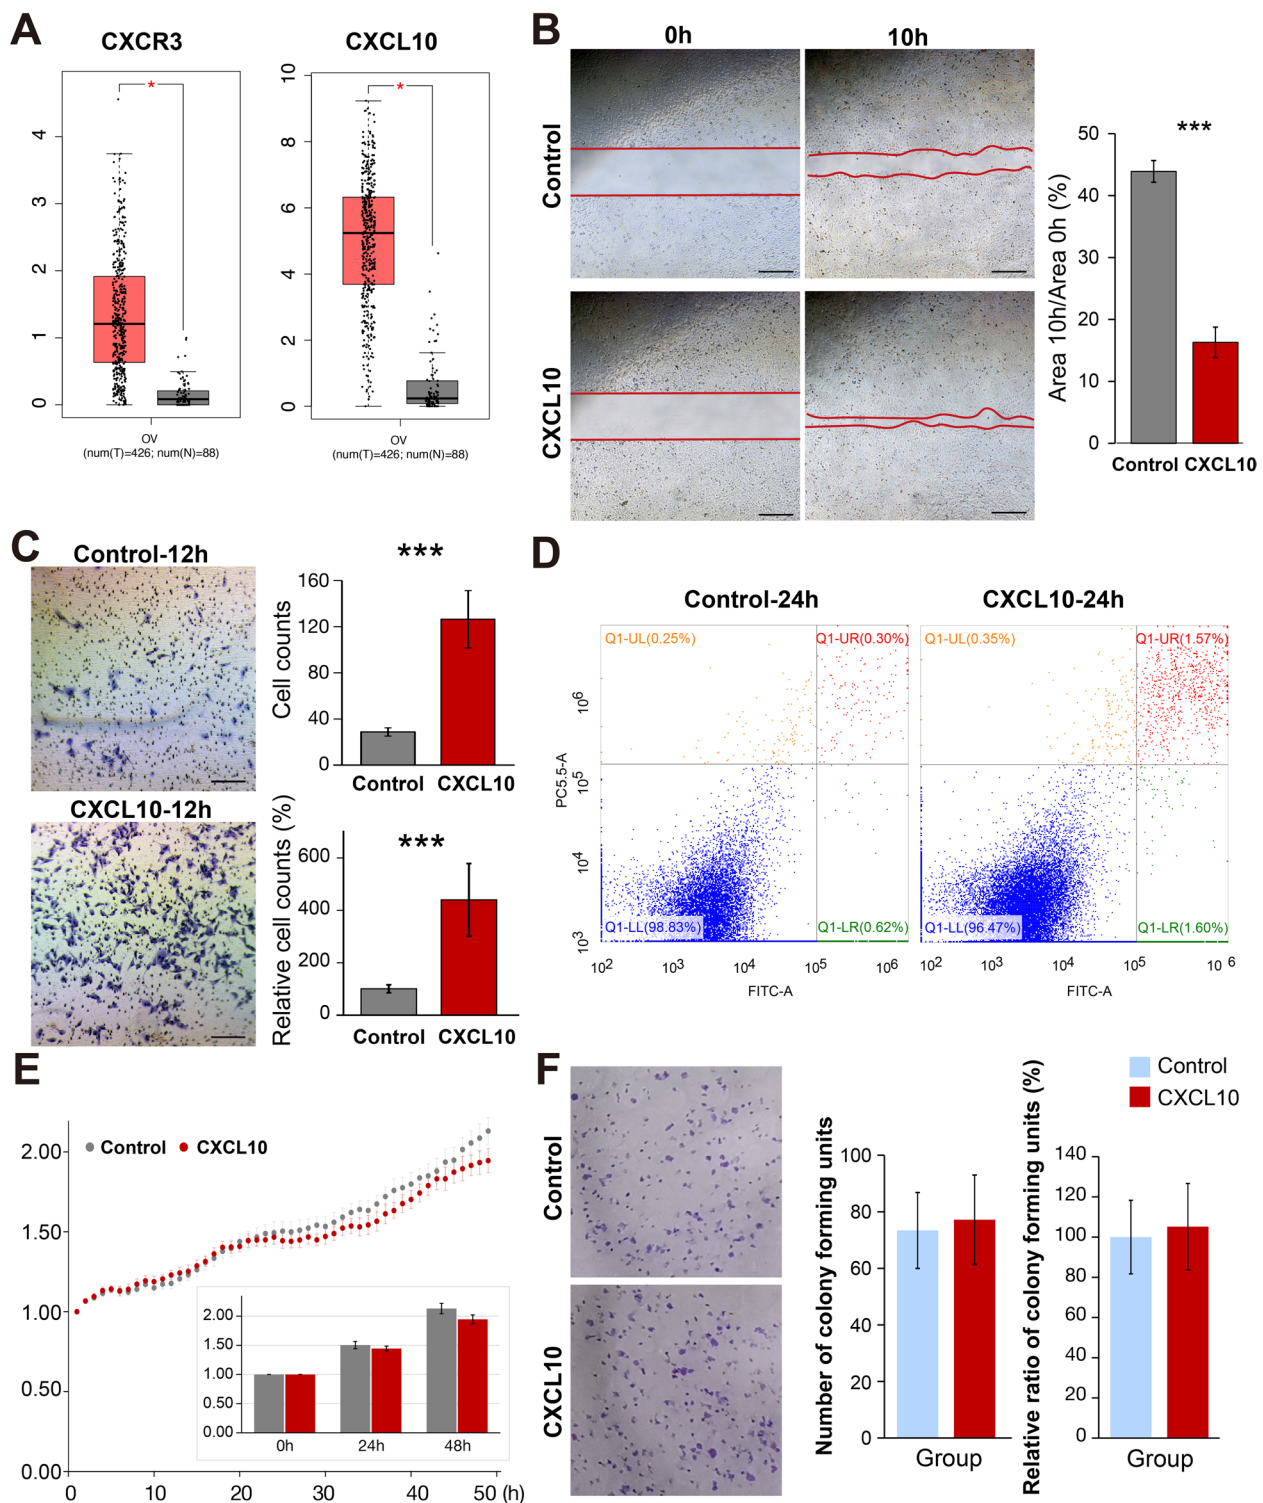 A
CXCR3
CXCL10
*
*
4
3
2
1
0
10
8
6
4
2
0
OV
(num(T)=426; num(N)=88)
OV
(num(T)=426; num(N)=88)
B
0h
10h
Control
CXCL10
***
Area 10h/Area 0h (%)
50
40
30
20
10
0
Control CXCL10
C
Control-12h
CXCL10-12h
***
Cell counts
160
120
80
40
0
Control CXCL10
***
Relative cell counts (%)
600
400
200
0
Control CXCL10
D
Control-24h
CXCL10-24h
Q1-UL(0.25%)
Q1-UR(0.30%)
Q1-LL(98.83%)
Q1-LR(0.62%)
Q1-UL(0.35%)
Q1-UR(1.57%)
Q1-LL(96.47%)
Q1-LR(1.60%)
PC5.5-A
10^6
10^5
10^4
10^3
10^2 10^3 10^4 10^5 10^6
FITC-A
10^2 10^3 10^4 10^5 10^6
FITC-A
E
Control CXCL10
2.00
1.50
1.00
0.50
0.00
0 10 20 30 40 50 (h)
2.00
1.50
1.00
0.50
0.00
0h 24h 48h
F
Control
CXCL10
Control
CXCL10
Number of colony forming units
100
80
60
40
20
0
Group
Relative ratio of colony forming units (%)
140
120
100
80
60
40
20
0
Group